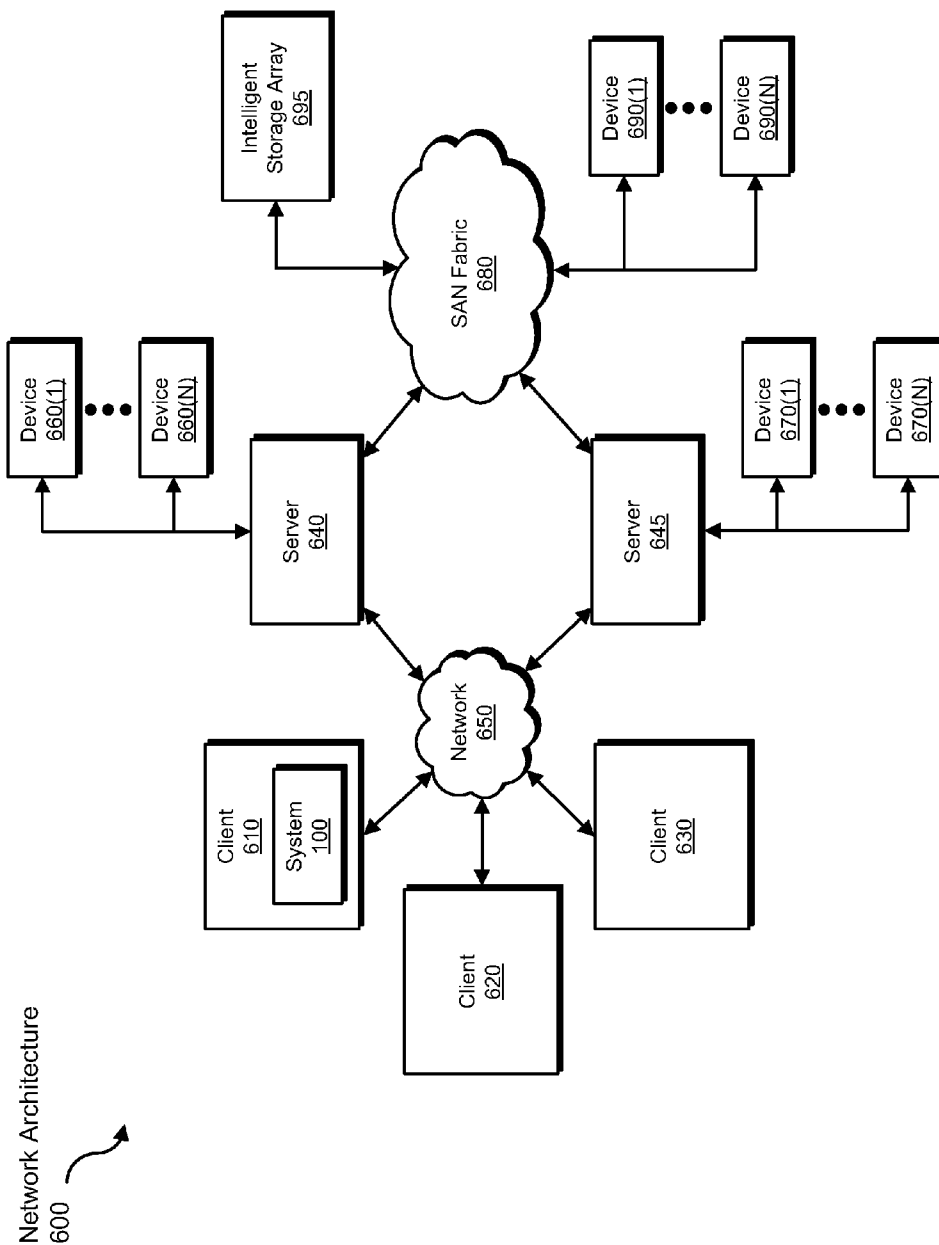 Network Architecture
600
Client
610
System
100
Client
620
Client
630
Network
650
Server
640
Server
645
Device
660(1)
Device
660(N)
Device
670(1)
Device
670(N)
SAN Fabric
680
Intelligent
Storage Array
695
Device
690(1)
Device
690(N)